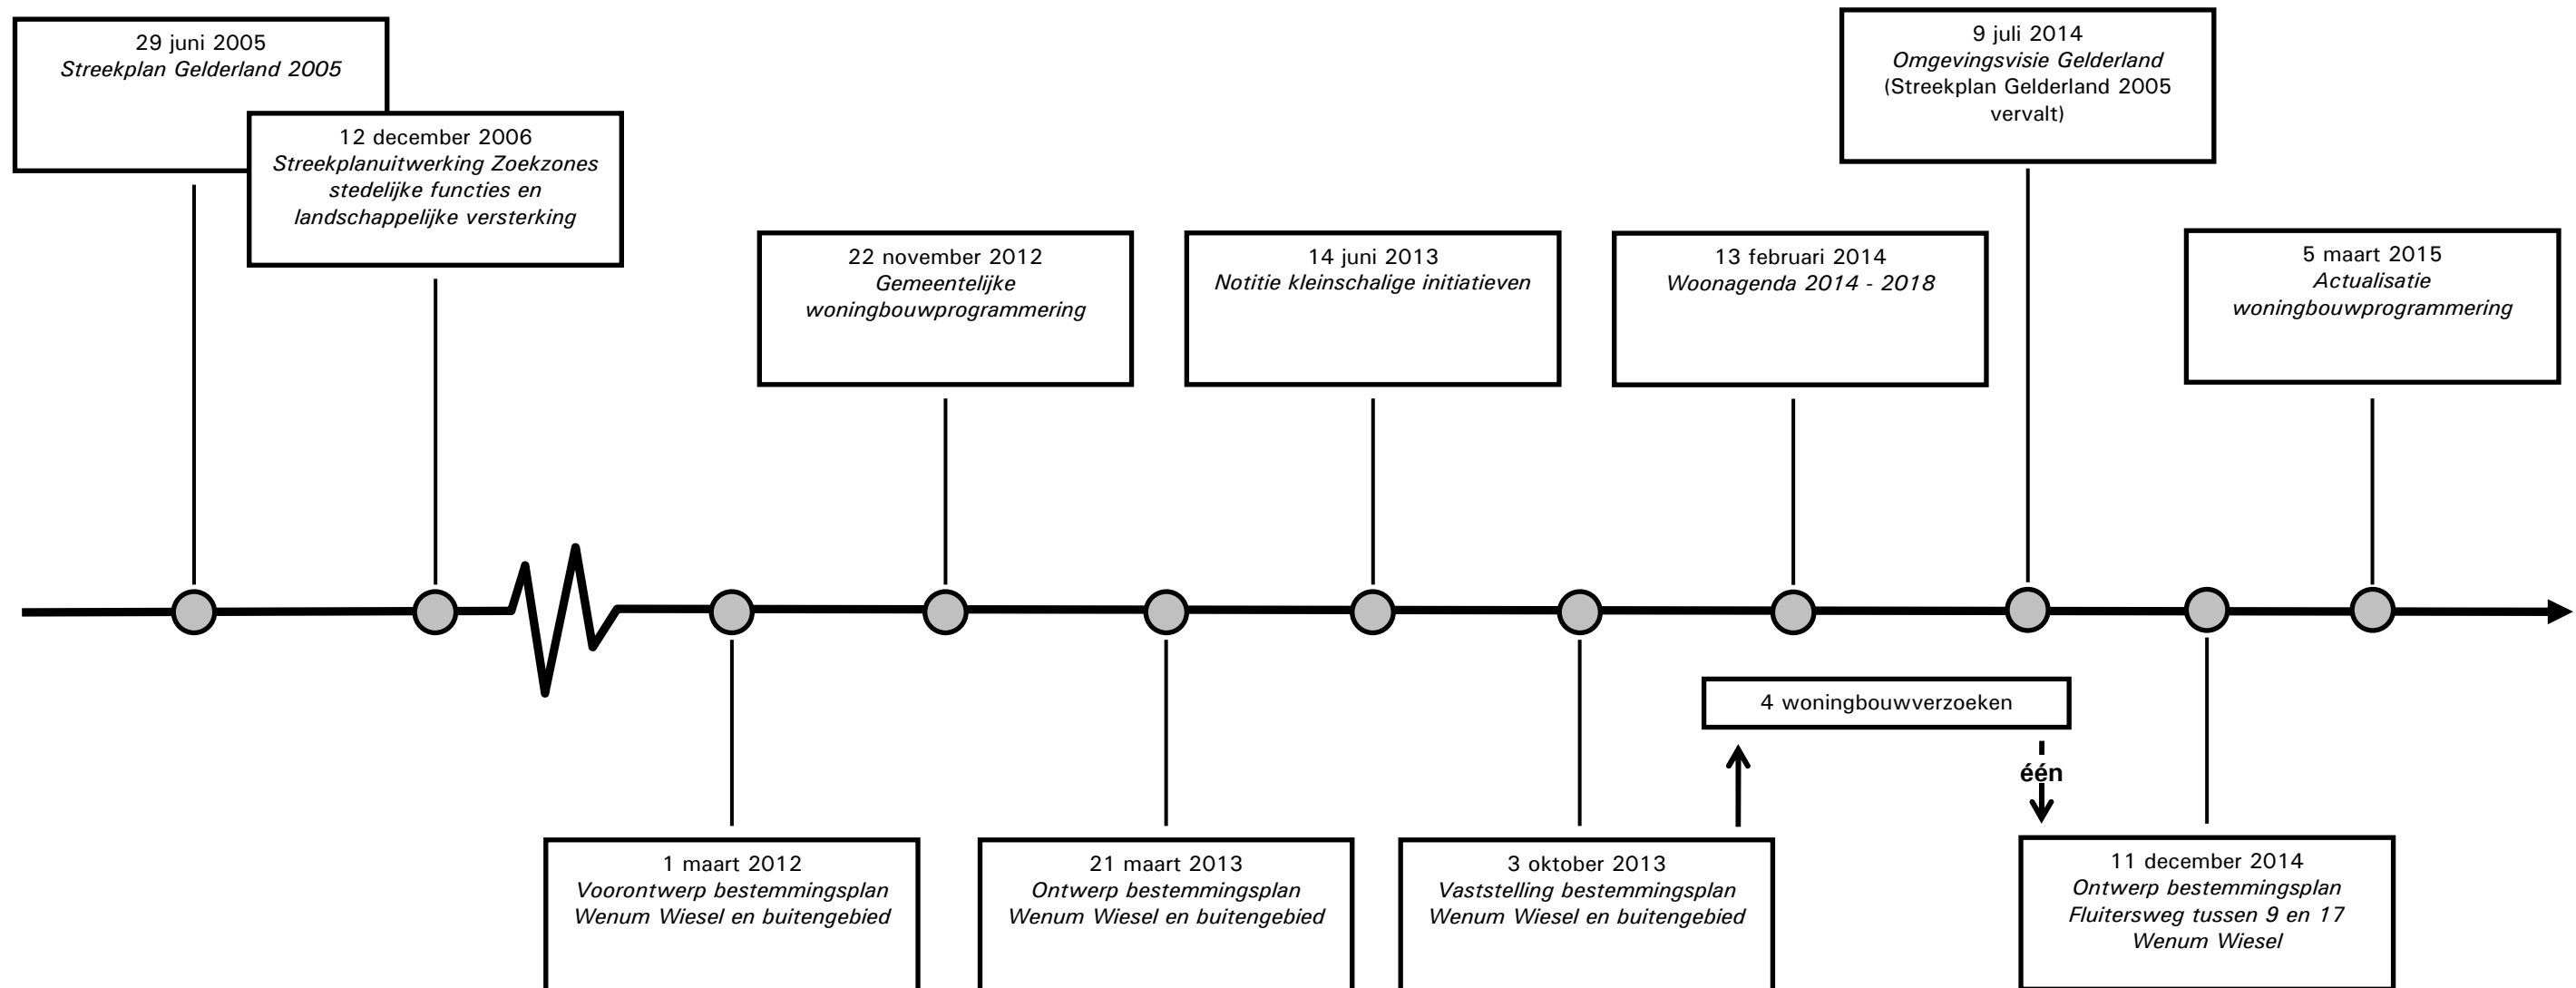 29 juni 2005
Streekplan Gelderland 2005
12 december 2006
Streekplanuitwerking Zoekzones
stedelijke functies en
landschappelijke versterking
22 november 2012
Gemeentelijke
woningbouwprogrammering
14 juni 2013
Notitie kleinschalige initiatieven
13 februari 2014
Woonagenda 2014 - 2018
9 juli 2014
Omgevingsvisie Gelderland
(Streekplan Gelderland 2005
vervalt)
5 maart 2015
Actualisatie
woningbouwprogrammering
4 woningbouwverzoeken
één
1 maart 2012
Voorontwerp bestemmingsplan
Wenum Wiesel en buitengebied
21 maart 2013
Ontwerp bestemmingsplan
Wenum Wiesel en buitengebied
3 oktober 2013
Vaststelling bestemmingsplan
Wenum Wiesel en buitengebied
11 december 2014
Ontwerp bestemmingsplan
Fluitersweg tussen 9 en 17
Wenum Wiesel